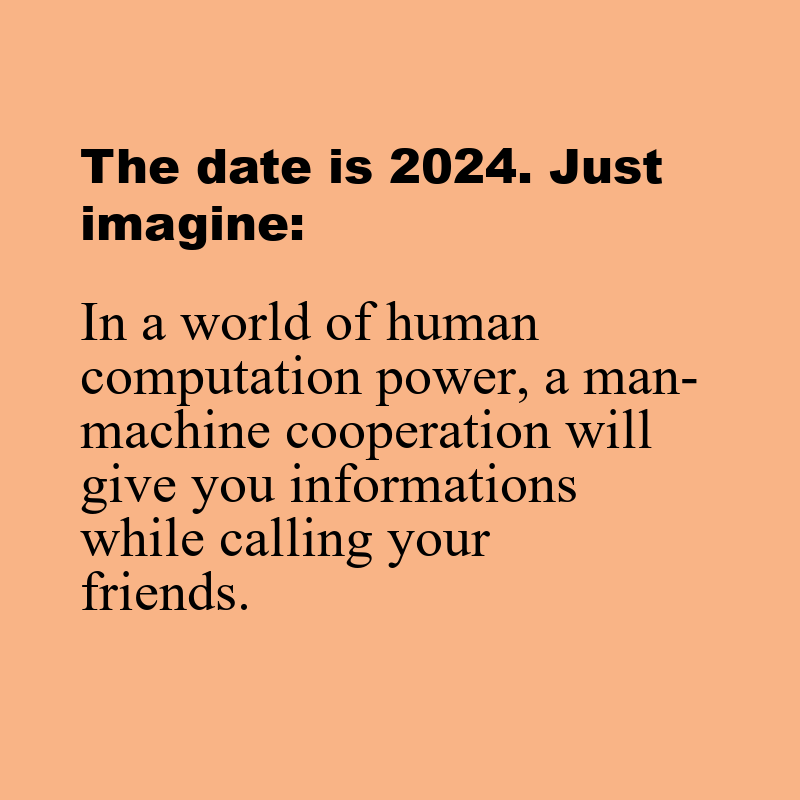 The date is 2024. Just
imagine:
In a world of human
computation power, a man-
machine cooperation will
give you informations
while calling your
friends.